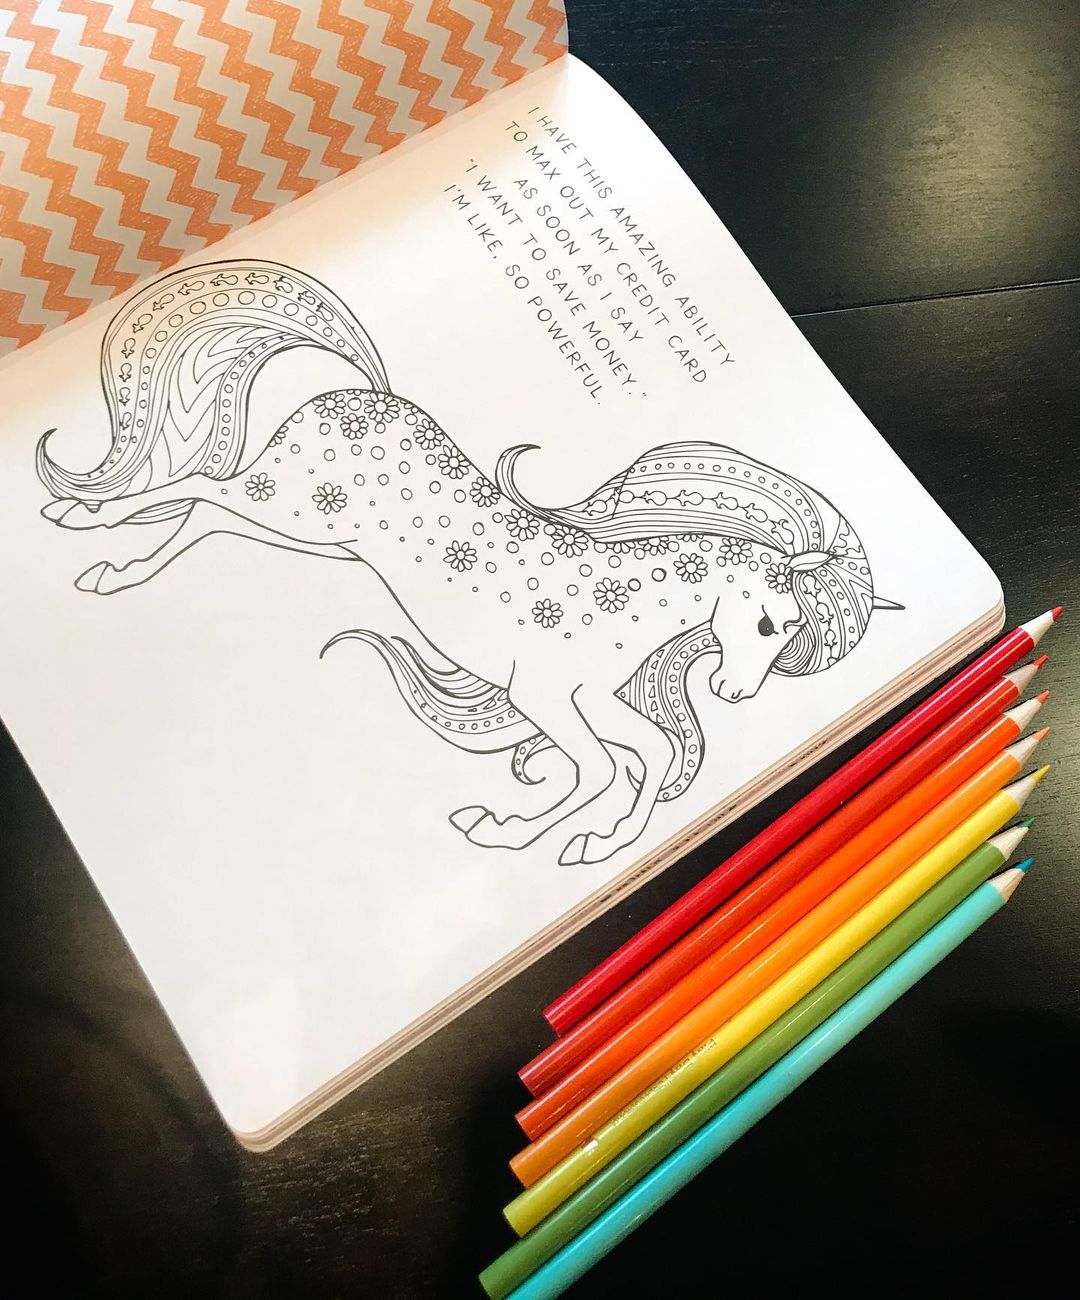 I HAVE THIS AMAZING ABILITY
TO MAX OUT MY CREDIT CARD
AS SOON AS I SAY
"I WANT TO SAVE MONEY."
I'M LIKE, SO POWERFUL.